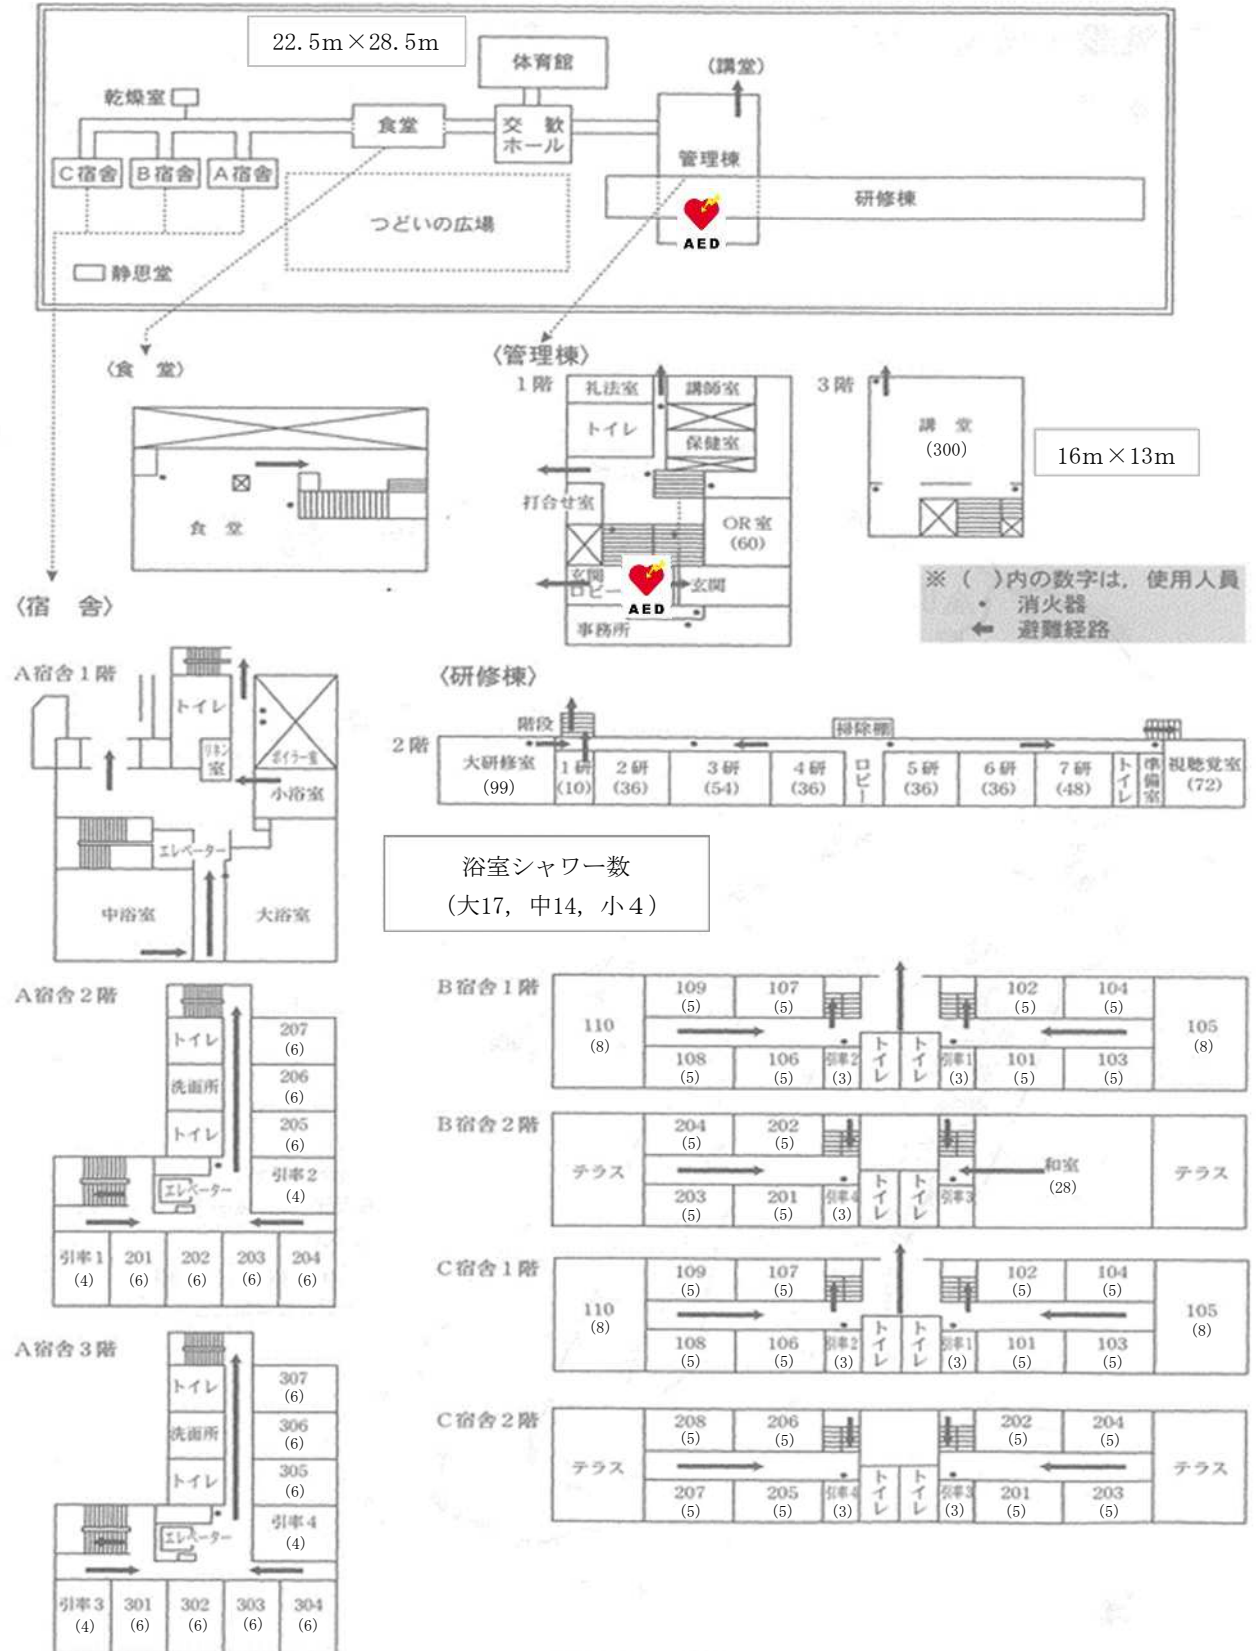 22.5m×28.5m
体育館
(講堂)
乾燥室
食堂
交 歓
ホール
管理棟
C宿舎
B宿舎
A宿舎
研修棟
つどいの広場
AED
静思堂
〈食 堂〉
〈管理棟〉
1階
礼法室
講師室
トイレ
保健室
打合せ室
OR室
(60)
玄関
ロビー
玄関
AED
事務所
3階
講 堂
(300)
16m×13m
食 堂
※( )内の数字は,使用人員
・ 消火器
← 避難経路
〈宿 舎〉
A宿舎1階
トイレ
リネン
室
ボイラー室
小浴室
エレベーター
中浴室
大浴室
〈研修棟〉
2階
階段
掃除棚
大研修室
(99)
1研
(10)
2研
(36)
3研
(54)
4研
(36)
ロビー
5研
(36)
6研
(36)
7研
(48)
トイレ
準備室
視聴覚室
(72)
浴室シャワー数
(大17,中14,小4)
A宿舎2階
トイレ
洗面所
トイレ
207
(6)
206
(6)
205
(6)
引率2
(4)
エレベーター
引率1
(4)
201
(6)
202
(6)
203
(6)
204
(6)
A宿舎3階
トイレ
洗面所
トイレ
307
(6)
306
(6)
305
(6)
引率4
(4)
エレベーター
引率3
(4)
301
(6)
302
(6)
303
(6)
304
(6)
B宿舎1階
110
(8)
109
(5)
107
(5)
102
(5)
104
(5)
105
(8)
108
(5)
106
(5)
引率2
(3)
トイレ
トイレ
引率1
(3)
101
(5)
103
(5)
B宿舎2階
テラス
204
(5)
202
(5)
和室
(28)
テラス
203
(5)
201
(5)
引率4
(3)
トイレ
トイレ
引率3
C宿舎1階
110
(8)
109
(5)
107
(5)
102
(5)
104
(5)
105
(8)
108
(5)
106
(5)
引率2
(3)
トイレ
トイレ
引率1
(3)
101
(5)
103
(5)
C宿舎2階
テラス
208
(5)
206
(5)
202
(5)
204
(5)
テラス
207
(5)
205
(5)
引率4
(3)
トイレ
トイレ
引率3
(3)
201
(5)
203
(5)